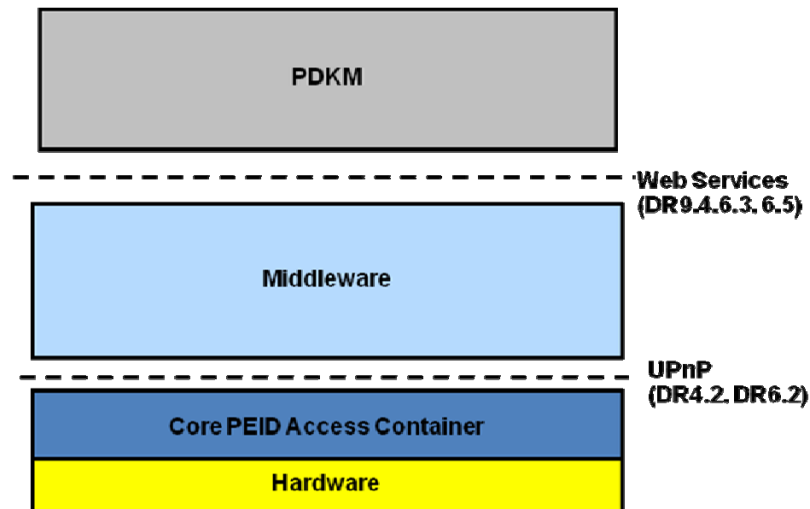 PDKM
Web Services
(DR9.4.6.3. 6.5)
Middleware
UPnP
(DR4.2. DR6.2)
Core PEID Access Container
Hardware